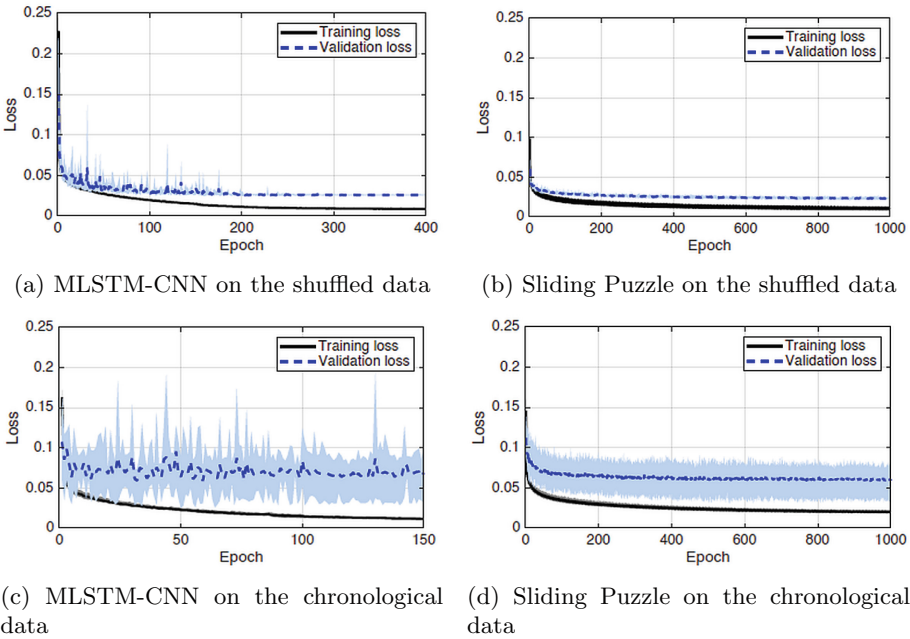 0.25
0.2
0.15
0.1
0.05
0
Loss
Training loss
Validation loss
0 100 200 300 400
Epoch
(a) MLSTM-CNN on the shuffled data
0.25
0.2
0.15
0.1
0.05
0
Loss
Training loss
Validation loss
0 200 400 600 800 1000
Epoch
(b) Sliding Puzzle on the shuffled data
0.25
0.2
0.15
0.1
0.05
0
Loss
Training loss
Validation loss
0 50 100 150
Epoch
(c) MLSTM-CNN on the chronological
data
0.25
0.2
0.15
0.1
0.05
0
Loss
Training loss
Validation loss
0 200 400 600 800 1000
Epoch
(d) Sliding Puzzle on the chronological
data